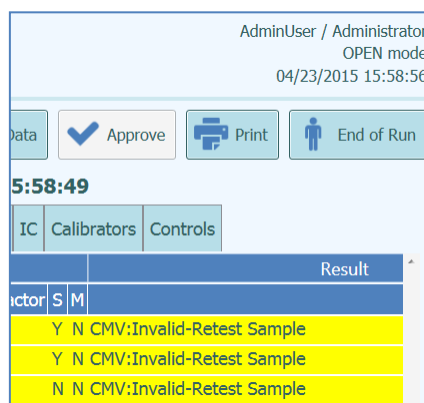 AdminUser / Administrator
OPEN mode
04/23/2015 15:58:56
Data Approve Print End of Run
5:58:49
IC Calibrators Controls
Result
actor S M
Y N CMV:Invalid-Retest Sample
Y N CMV:Invalid-Retest Sample
N N CMV:Invalid-Retest Sample